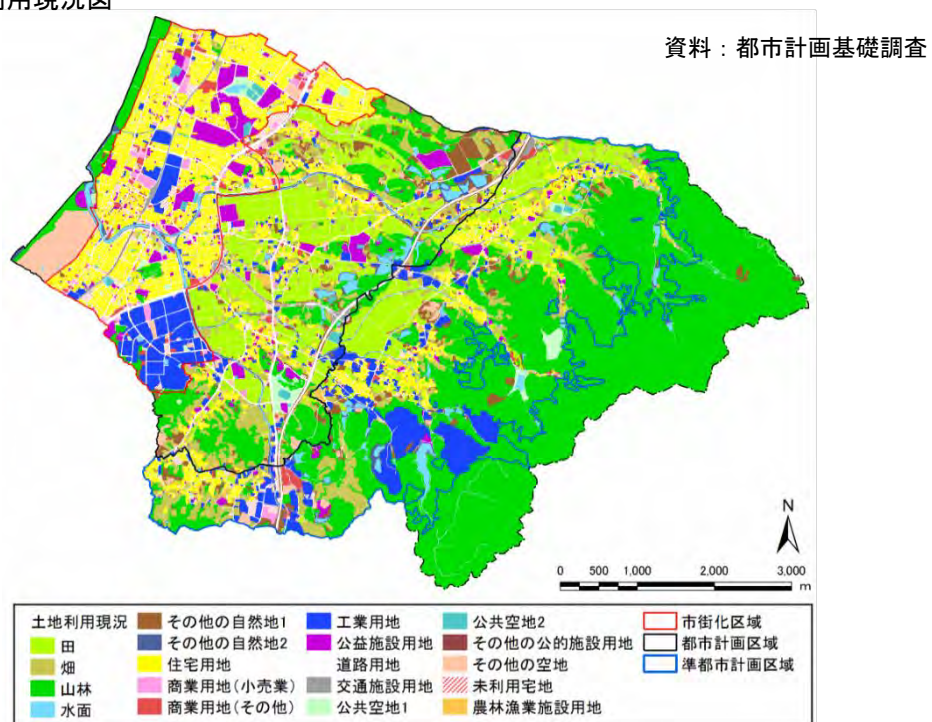 利用現況図
資料：都市計画基礎調査
N
0 500 1,000 2,000 3,000
m
土地利用現況
田
畑
山林
水面
その他の自然地1
その他の自然地2
住宅用地
商業用地(小売業)
商業用地(その他)
工業用地
公益施設用地
道路用地
交通施設用地
公共空地1
公共空地2
その他の公的施設用地
その他の空地
未利用宅地
農林漁業施設用地
市街化区域
都市計画区域
準都市計画区域